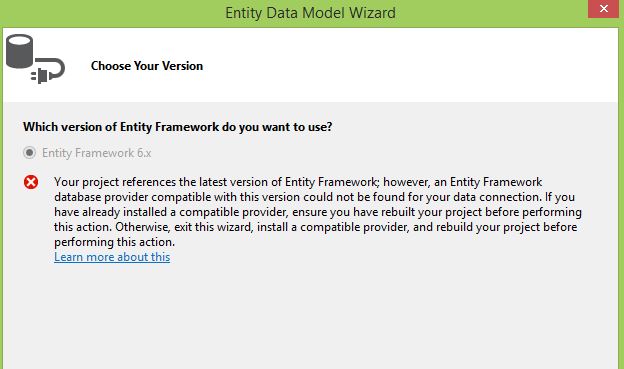 Entity Data Model Wizard
Choose Your Version
Which version of Entity Framework do you want to use?
Entity Framework 6.x
Your project references the latest version of Entity Framework; however, an Entity Framework
database provider compatible with this version could not be found for your data connection. If you
have already installed a compatible provider, ensure you have rebuilt your project before performing
this action. Otherwise, exit this wizard, install a compatible provider, and rebuild your project before
performing this action.
Learn more about this